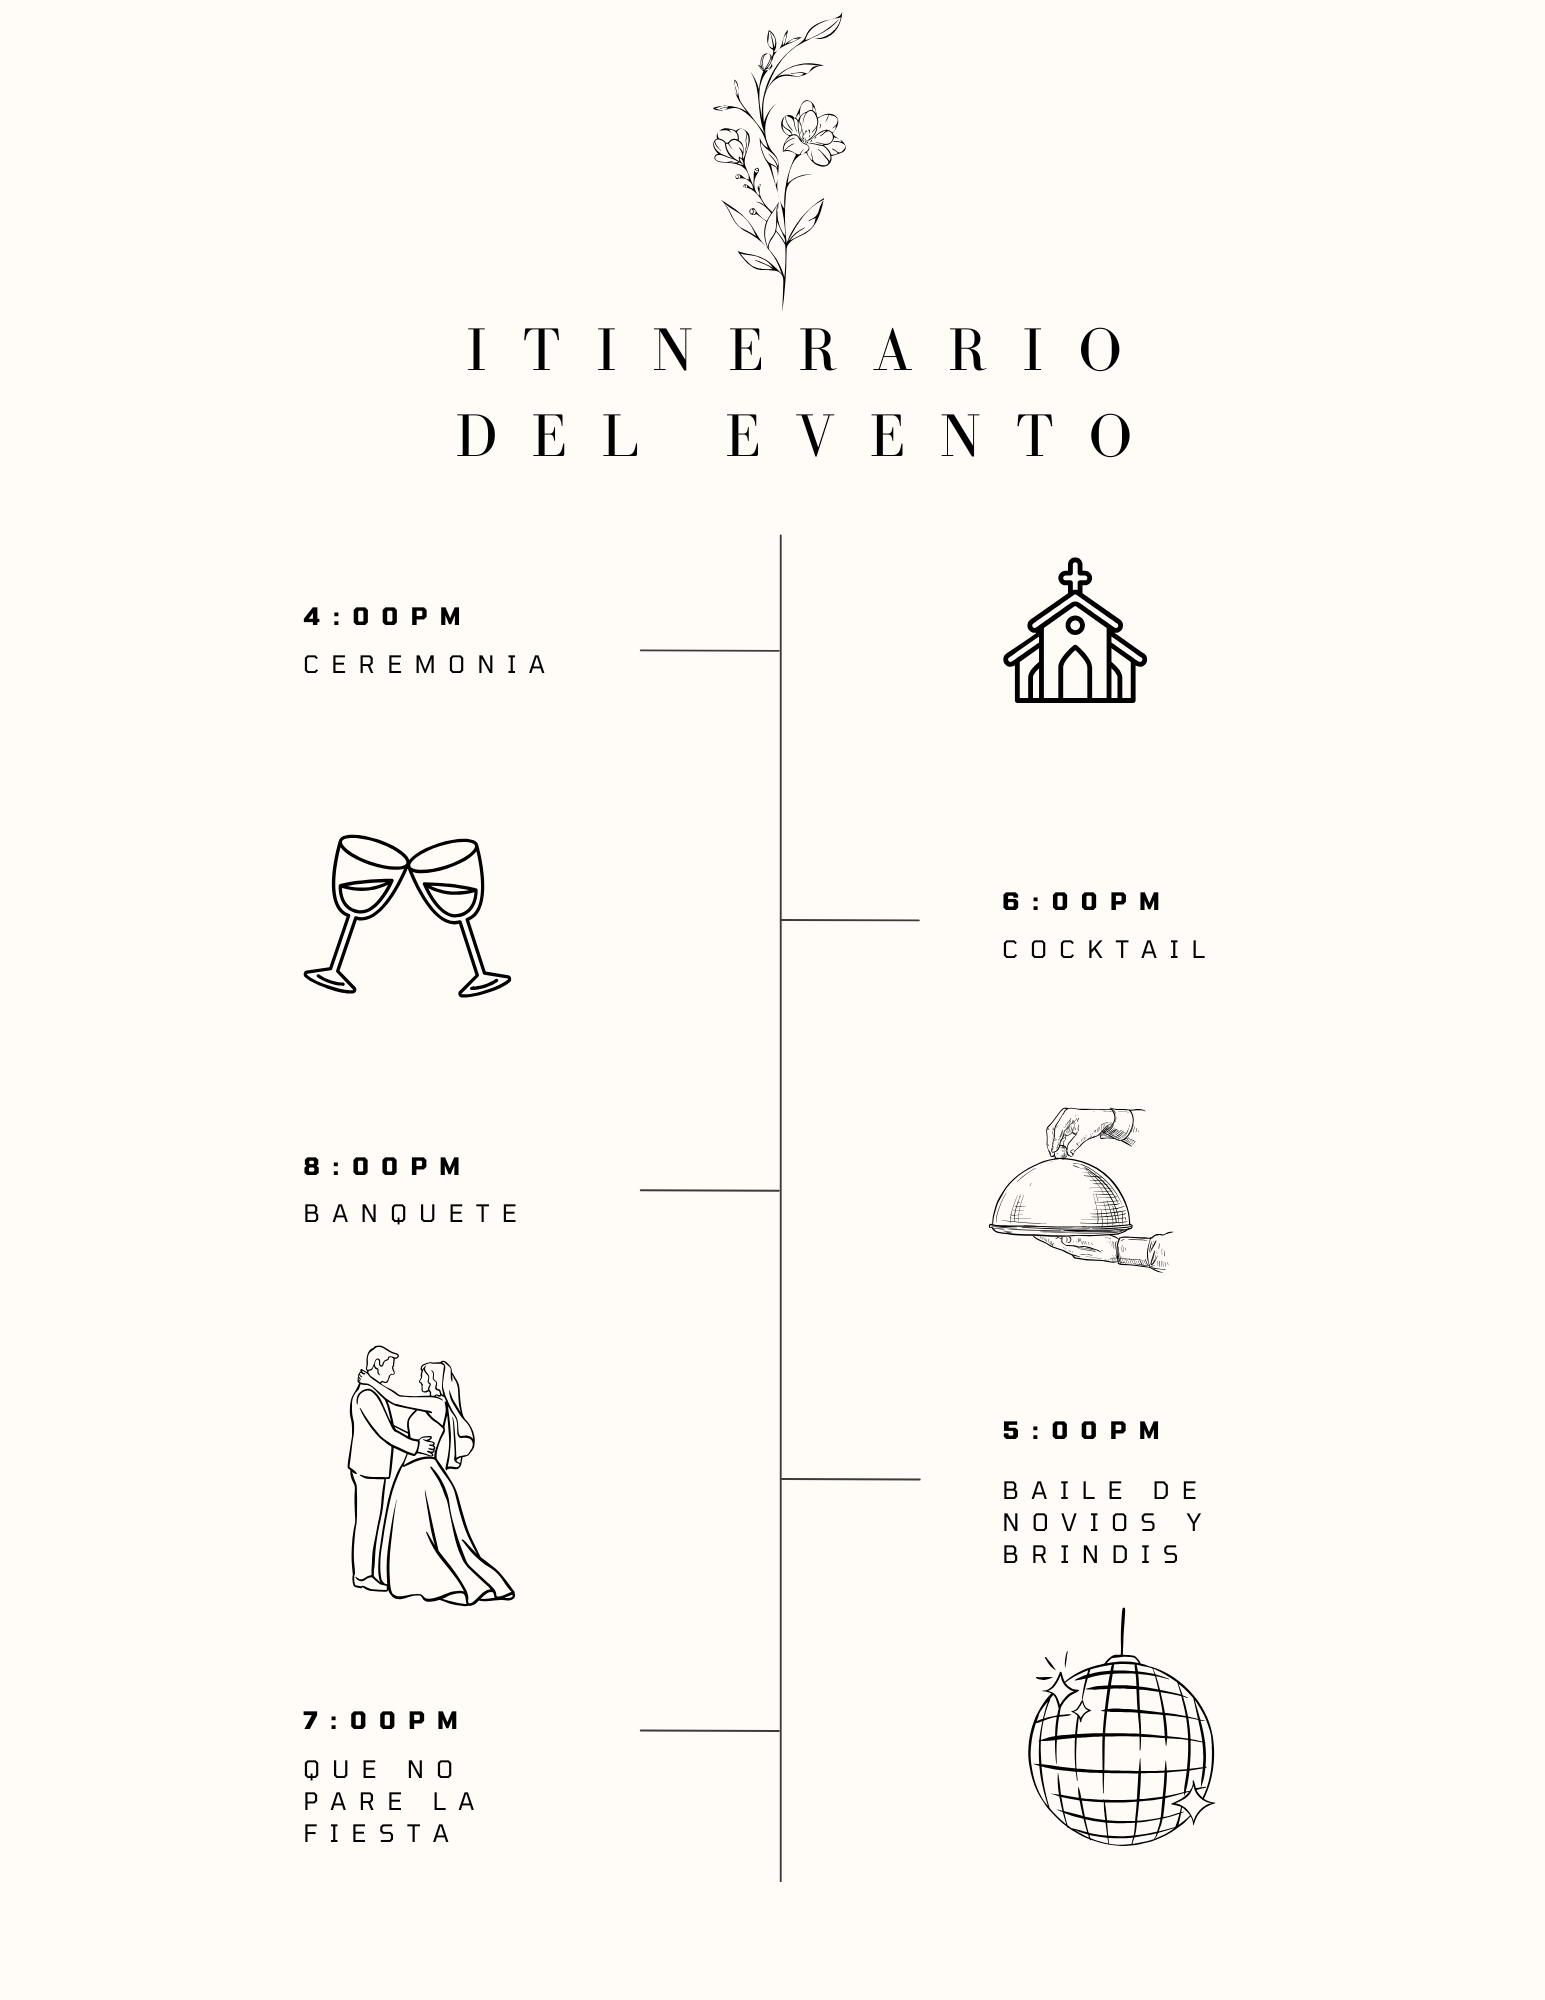 ITINERARIO
DEL EVENTO
4:00PM
CEREMONIA
6:00PM
COCKTAIL
8:00PM
BANQUETE
5:00PM
BAILE DE
NOVIOS Y
BRINDIS
7:00PM
QUE NO
PARE LA
FIESTA